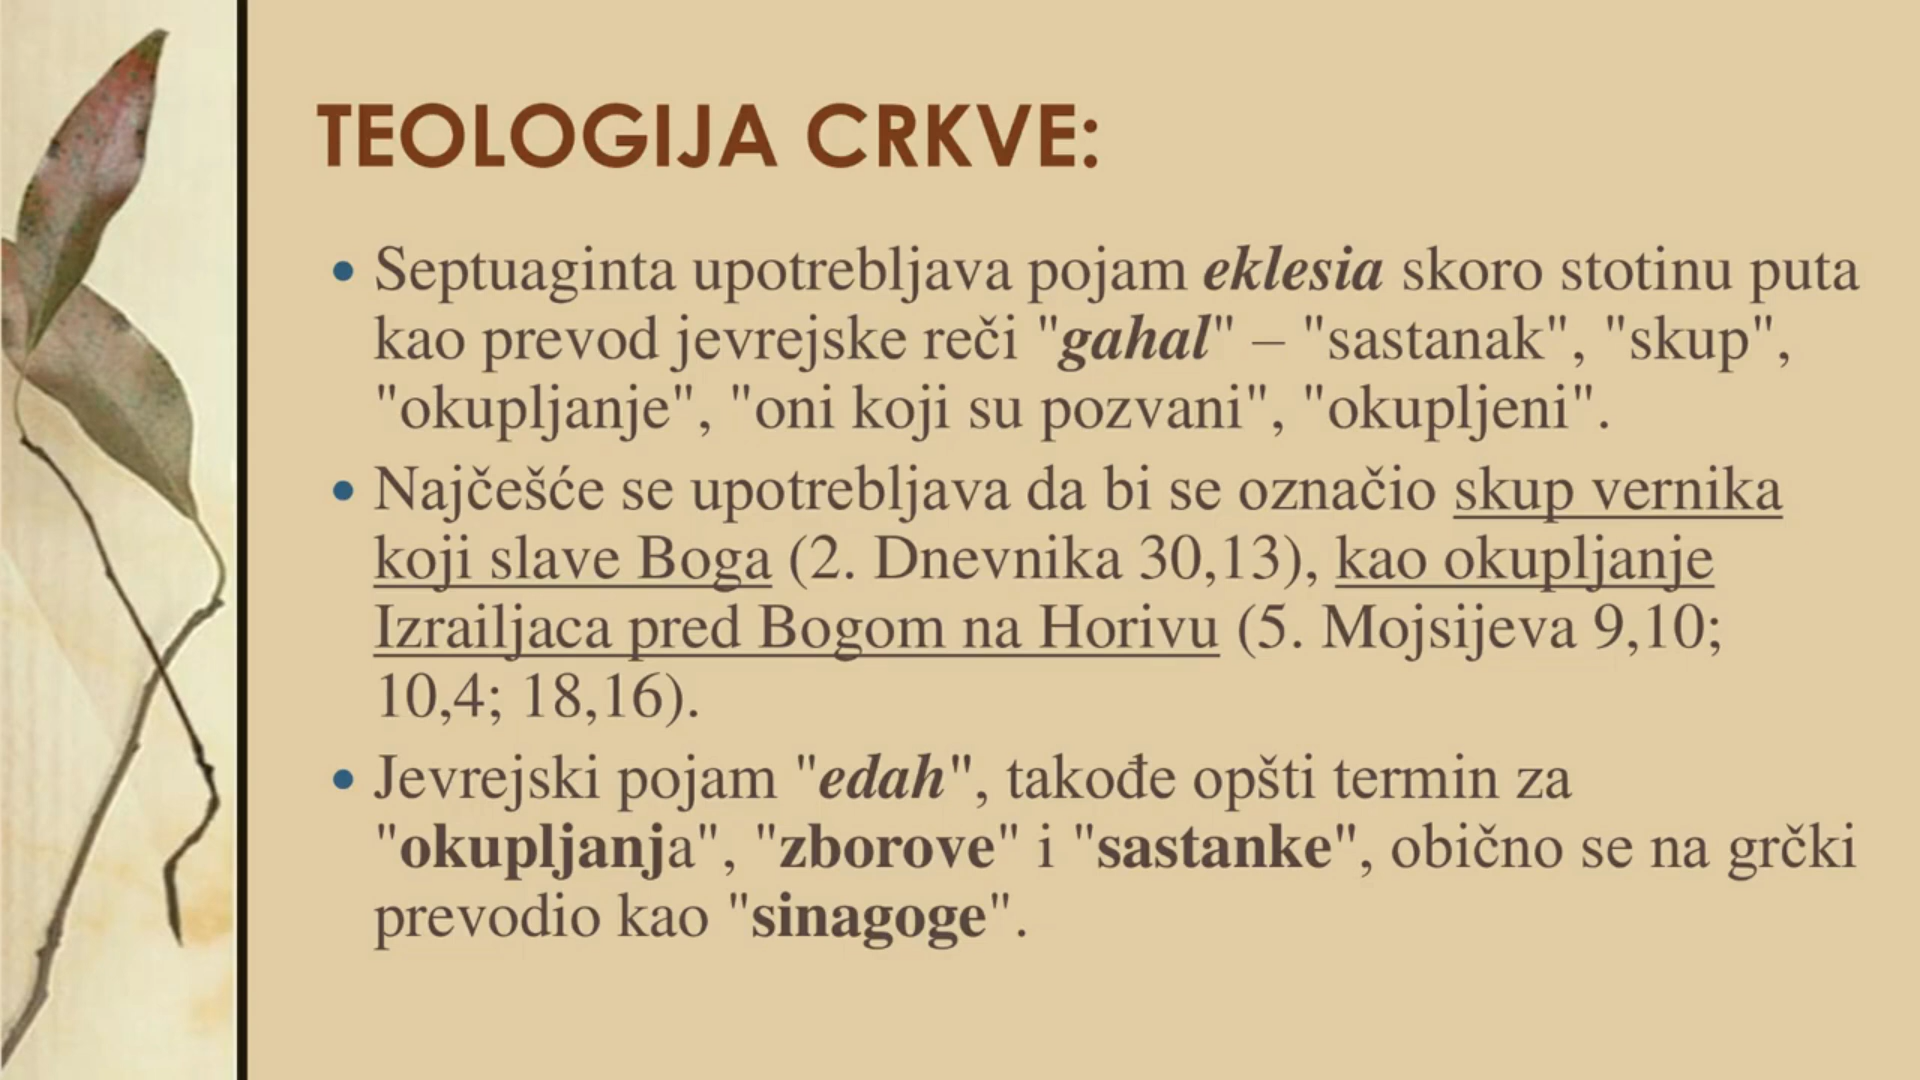 TEOLOGIJA CRKVE:
• Septuaginta upotrebljava pojam eklesia skoro stotinu puta
kao prevod jevrejske reči "gahal" – "sastanak", "skup",
"okupljanje", "oni koji su pozvani", "okupljeni".
• Najčešće se upotrebljava da bi se označio skup vernika
koji slave Boga (2. Dnevnika 30,13), kao okupljanje
Izrailjaca pred Bogom na Horivu (5. Mojsijeva 9,10;
10,4; 18,16).
• Jevrejski pojam "edah", takođe opšti termin za
"okupljanja", "zborove" i "sastanke", obično se na grčki
prevodio kao "sinagoge".